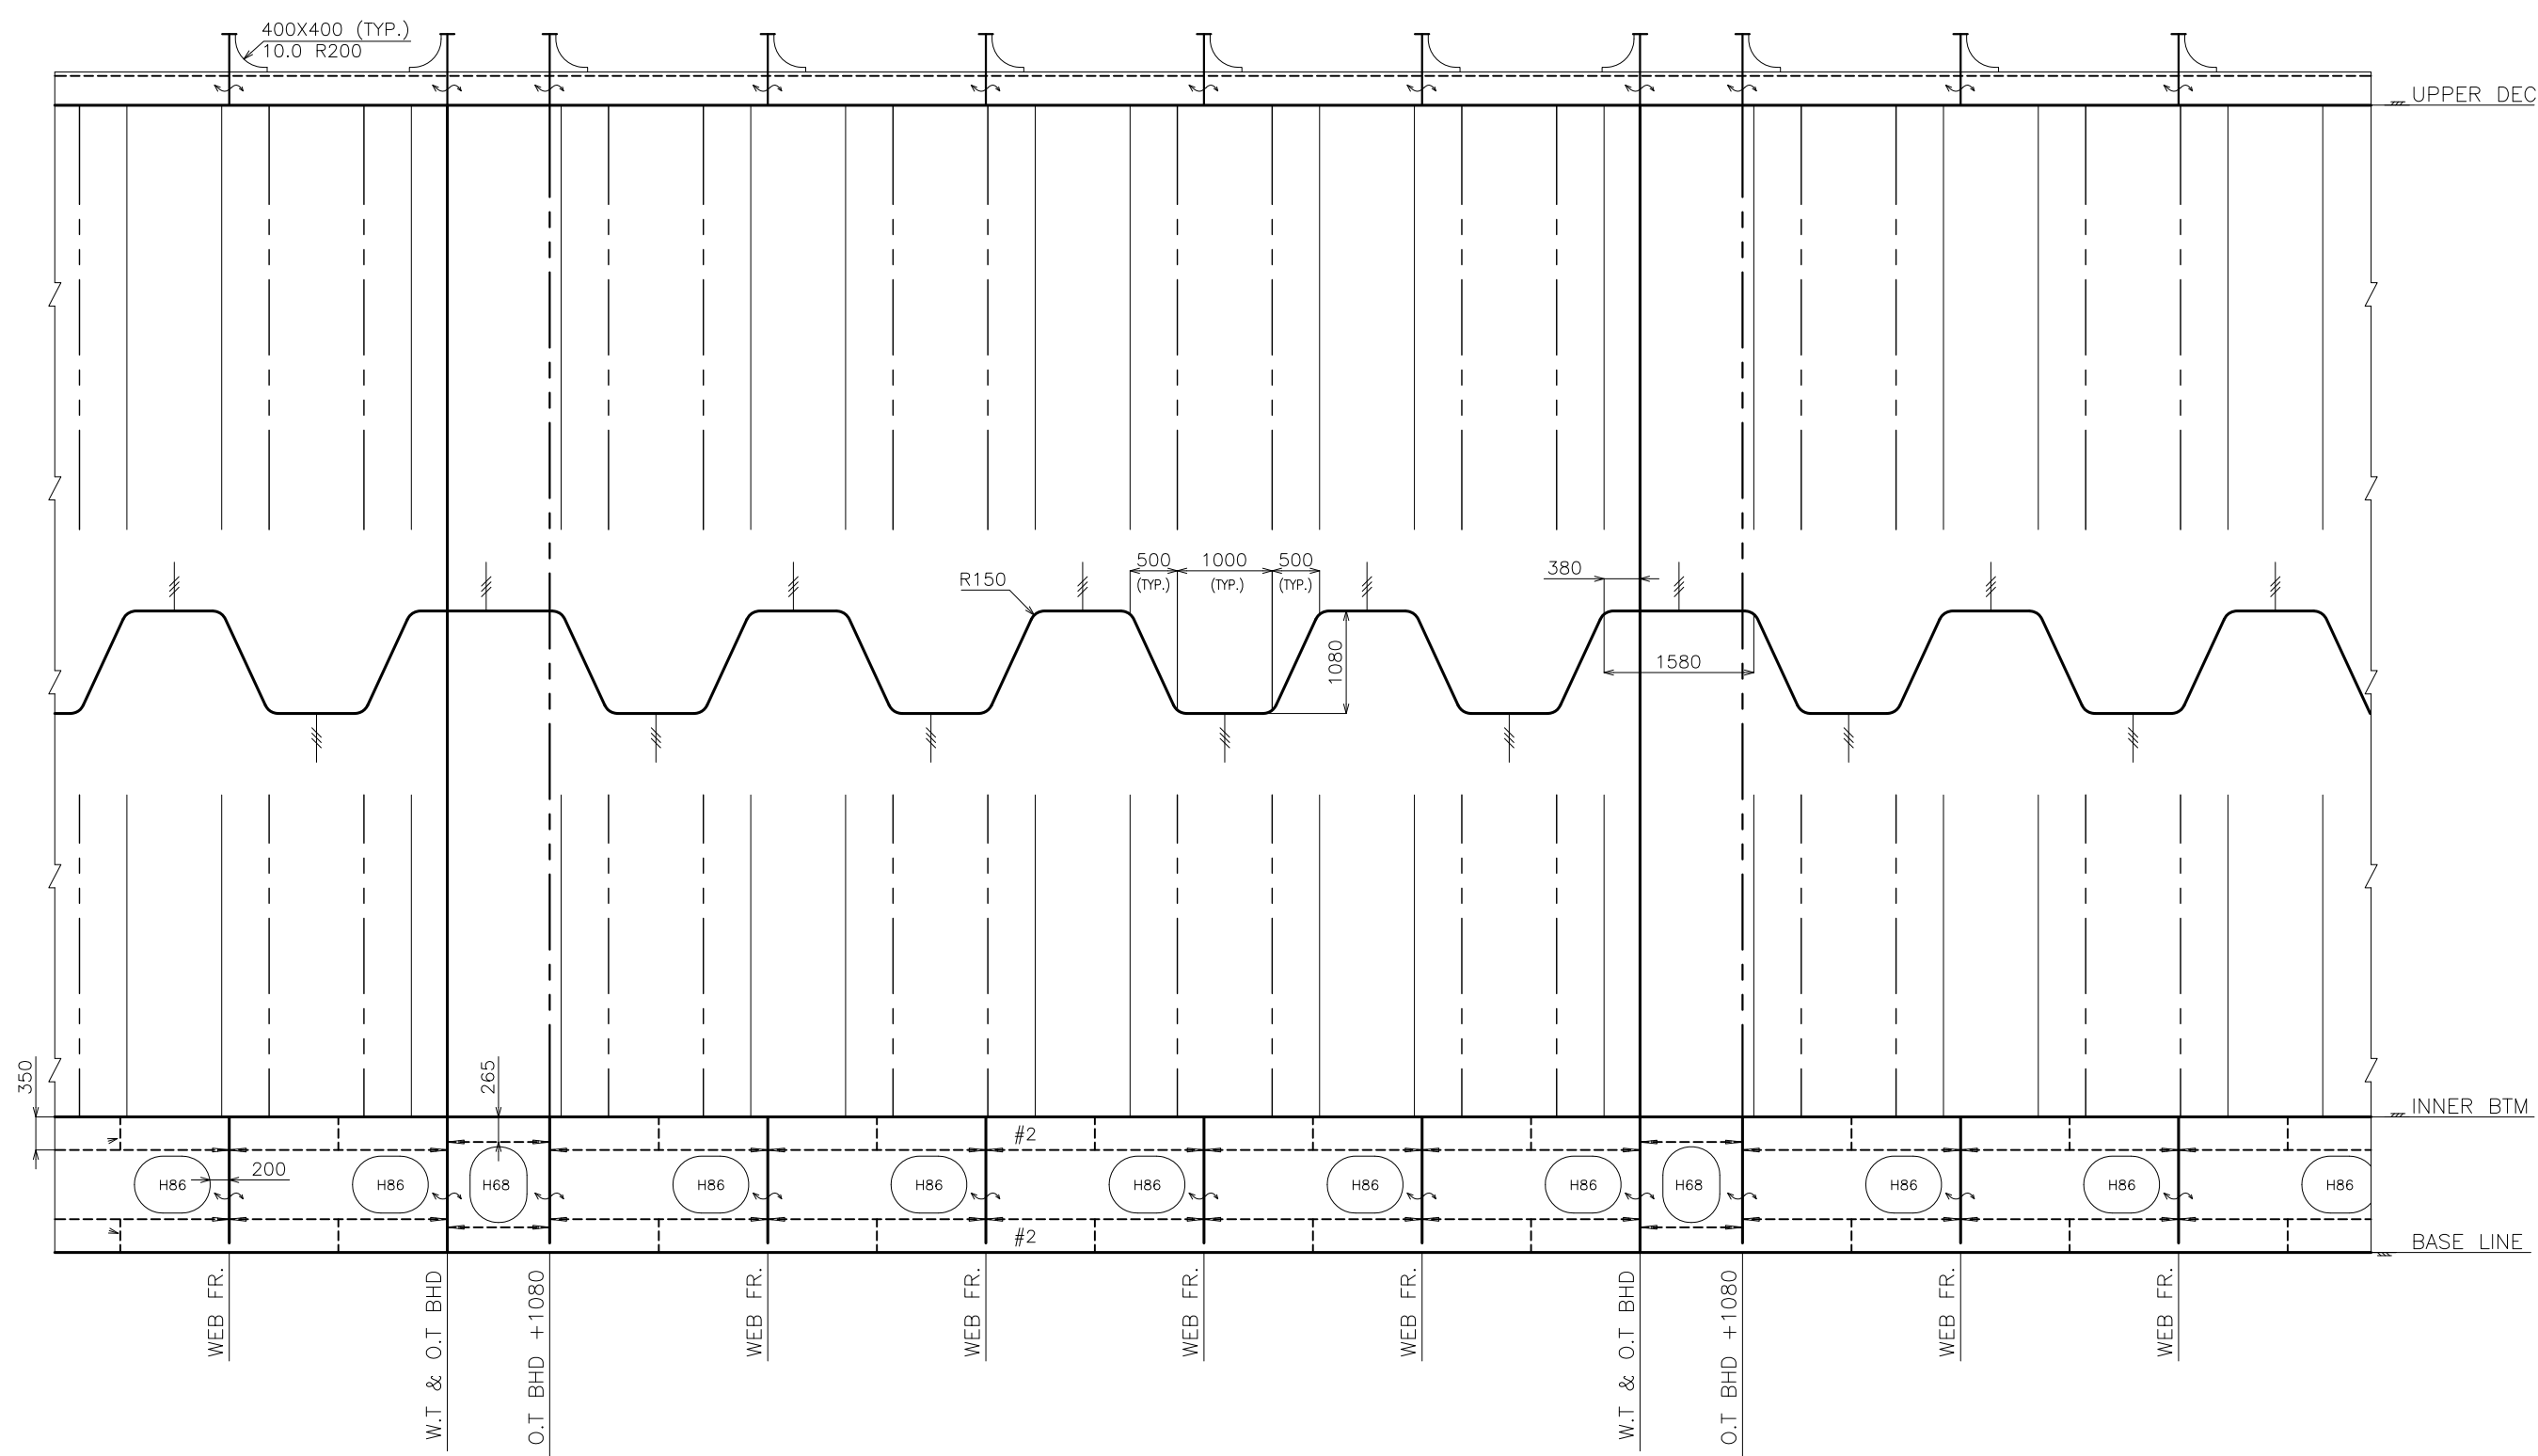 400X400 (TYP.)
10.0 R200
UPPER DEC
500
(TYP.)
1000
(TYP.)
500
(TYP.)
R150
380
1080
1580
350
265
INNER BTM
#2
200
H86
H86
H68
H86
H86
H86
H86
H86
H68
H86
H86
H86
#2
BASE LINE
WEB FR.
W.T & O.T BHD
O.T BHD +1080
WEB FR.
WEB FR.
WEB FR.
WEB FR.
W.T & O.T BHD
O.T BHD +1080
WEB FR.
WEB FR.